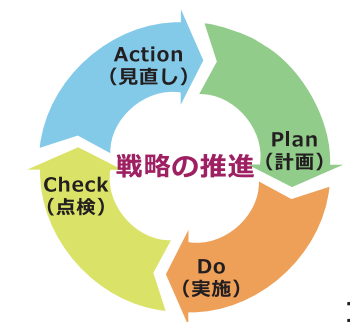 Action
（見直し）
Plan
（計画）
戦略の推進
Check
（点検）
Do
（実施）